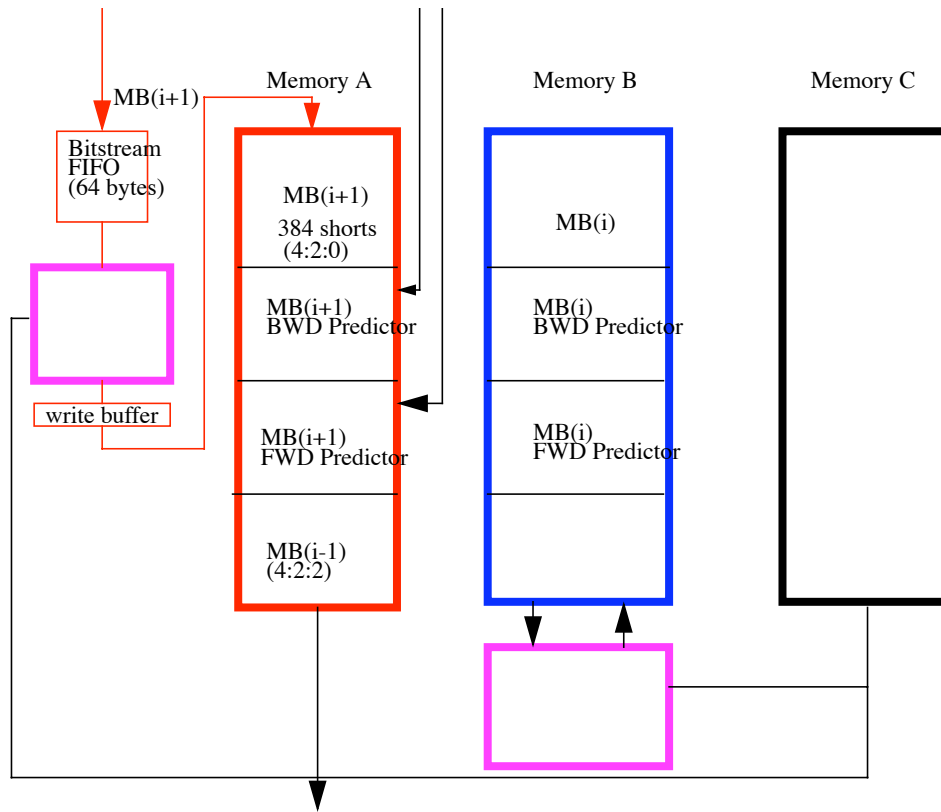 Memory A
Memory B
Memory C
MB(i+1)
Bitstream
FIFO
(64 bytes)
write buffer
MB(i+1)
384 shorts
(4:2:0)
MB(i+1)
BWD Predictor
MB(i+1)
FWD Predictor
MB(i-1)
(4:2:2)
MB(i)
MB(i)
BWD Predictor
MB(i)
FWD Predictor